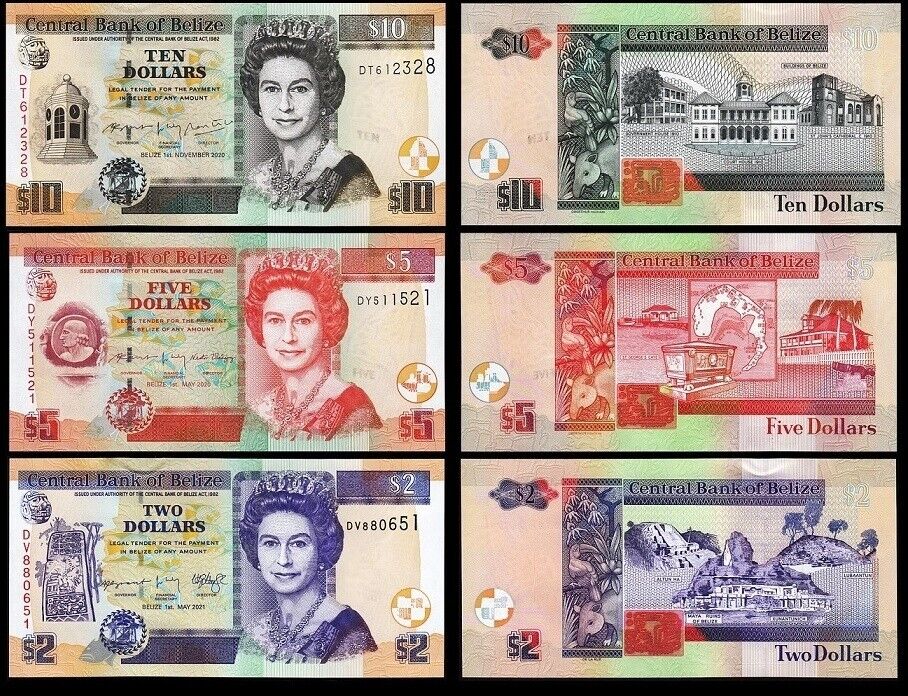 Central Bank of Belize
ISSUED UNDER AUTHORITY OF THE CENTRAL BANK OF BELIZE ACT, 1982
$10
TEN
DOLLARS
DT612328
LEGAL TENDER FOR THE PAYMENT
IN BELIZE OF ANY AMOUNT
GOVERNOR
FINANCIAL
SECRETARY
BELIZE 1st. NOVEMBER 2020
DT612328
$10
$10
Central Bank of Belize
$10
$10
BUILDINGS OF BELIZE
$10
Ten Dollars
Central Bank of Belize
ISSUED UNDER AUTHORITY OF THE CENTRAL BANK OF BELIZE ACT, 1982
$5
FIVE
DOLLARS
DY511521
LEGAL TENDER FOR THE PAYMENT
IN BELIZE OF ANY AMOUNT
GOVERNOR
FINANCIAL
SECRETARY
BELIZE 1st. MAY 2020
DY511521
$5
$5
Central Bank of Belize
$5
$5
ST. GEORGE'S CAYE
$5
Five Dollars
Central Bank of Belize
ISSUED UNDER AUTHORITY OF THE CENTRAL BANK OF BELIZE ACT, 1982
$2
TWO
DOLLARS
DV880651
LEGAL TENDER FOR THE PAYMENT
IN BELIZE OF ANY AMOUNT
GOVERNOR
FINANCIAL
SECRETARY
BELIZE 1st. MAY 2021
DV880651
$2
$2
Central Bank of Belize
$2
$2
ALTUN HA
LUBAANTUN
MAYA RUINS
OF BELIZE
XUNANTUNICH
$2
Two Dollars